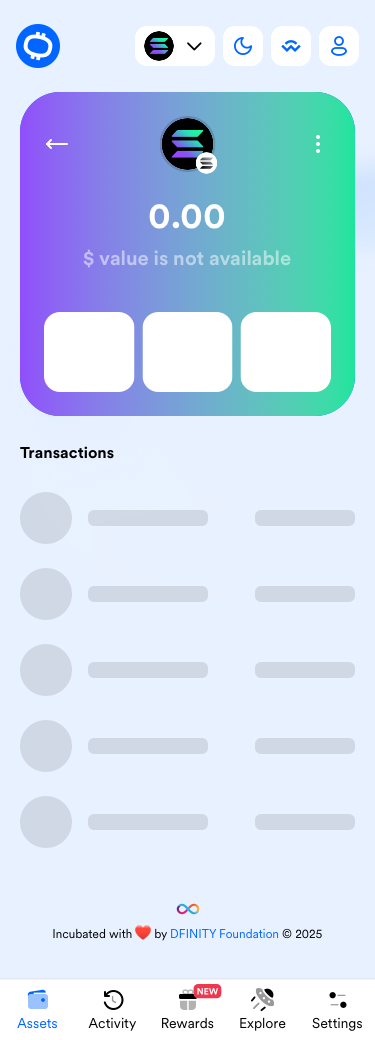 0.00
$ value is not available
Transactions
Incubated with ❤️ by DFINITY Foundation © 2025
NEW
Assets
Activity
Rewards
Explore
Settings